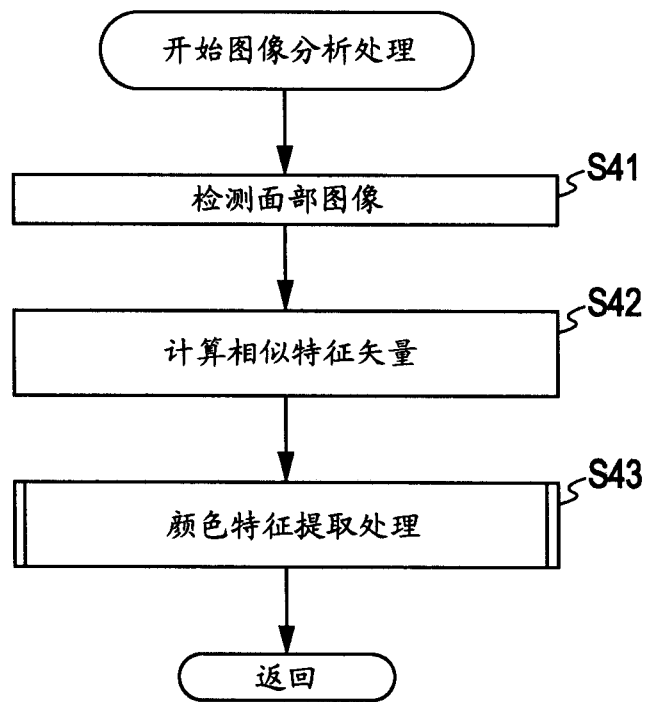 开始图像分析处理
S41
检测面部图像
S42
计算相似特征矢量
S43
颜色特征提取处理
返回